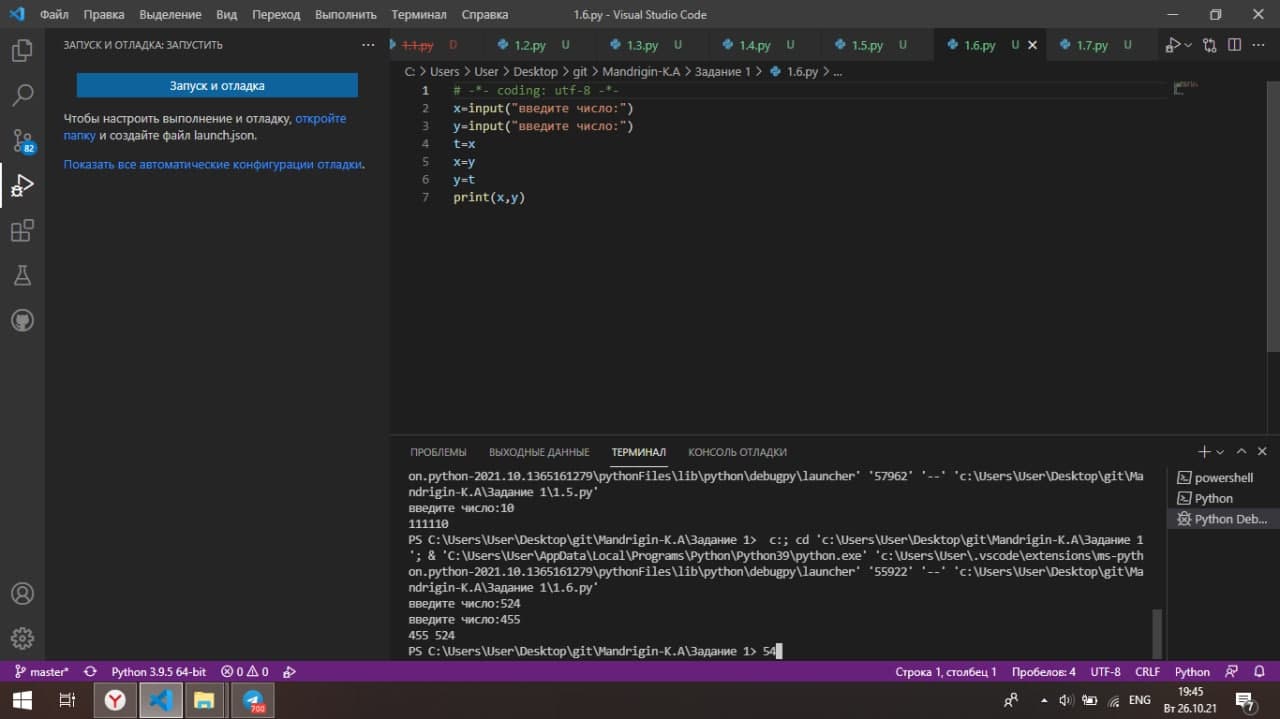 Файл Правка Выделение Вид Переход Выполнить Терминал Справка 1.6.py - Visual Studio Code
ЗАПУСК И ОТЛАДКА: ЗАПУСТИТЬ
1.1.py D 1.2.py U 1.3.py U 1.4.py U 1.5.py U 1.6.py U 1.7.py U
C: > Users > User > Desktop > git > Mandrigin-K.A > Задание 1 > 1.6.py > ...
Запуск и отладка
Чтобы настроить выполнение и отладку, откройте
папку и создайте файл launch.json.
Показать все автоматические конфигурации отладки.
82
1 # -*- coding: utf-8 -*-
2 x=input("введите число:")
3 y=input("введите число:")
4 t=x
5 x=y
6 y=t
7 print(x,y)
ПРОБЛЕМЫ ВЫХОДНЫЕ ДАННЫЕ ТЕРМИНАЛ КОНСОЛЬ ОТЛАДКИ
on.python-2021.10.1365161279\pythonFiles\lib\python\debugpy\launcher' '57962' '--' 'c:\Users\User\Desktop\git\Ma
ndrigin-K.A\Задание 1\1.5.py'
введите число:10
111110
PS C:\Users\User\Desktop\git\Mandrigin-K.A\Задание 1>  c:; cd 'c:\Users\User\Desktop\git\Mandrigin-K.A\Задание 1
'; & 'C:\Users\User\AppData\Local\Programs\Python\Python39\python.exe' 'c:\Users\User\.vscode\extensions\ms-pyth
on.python-2021.10.1365161279\pythonFiles\lib\python\debugpy\launcher' '55922' '--' 'c:\Users\User\Desktop\git\Ma
ndrigin-K.A\Задание 1\1.6.py'
введите число:524
введите число:455
455 524
PS C:\Users\User\Desktop\git\Mandrigin-K.A\Задание 1> 54
powershell
Python
Python Deb...
master* Python 3.9.5 64-bit 0 0 Строка 1, столбец 1 Пробелов: 4 UTF-8 CRLF Python
700
ENG
19:45
Вт 26.10.21
7